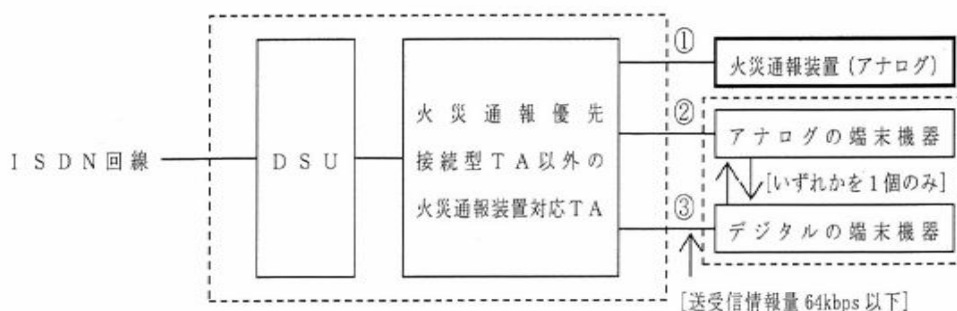 ①
火災通報装置（アナログ）
②
火災通報優先
アナログの端末機器
ISDN回線
DSU
接続型TA以外の
[いずれかを1個のみ]
火災通報装置対応TA
③
デジタルの端末機器
[送受信情報量64kbps以下]